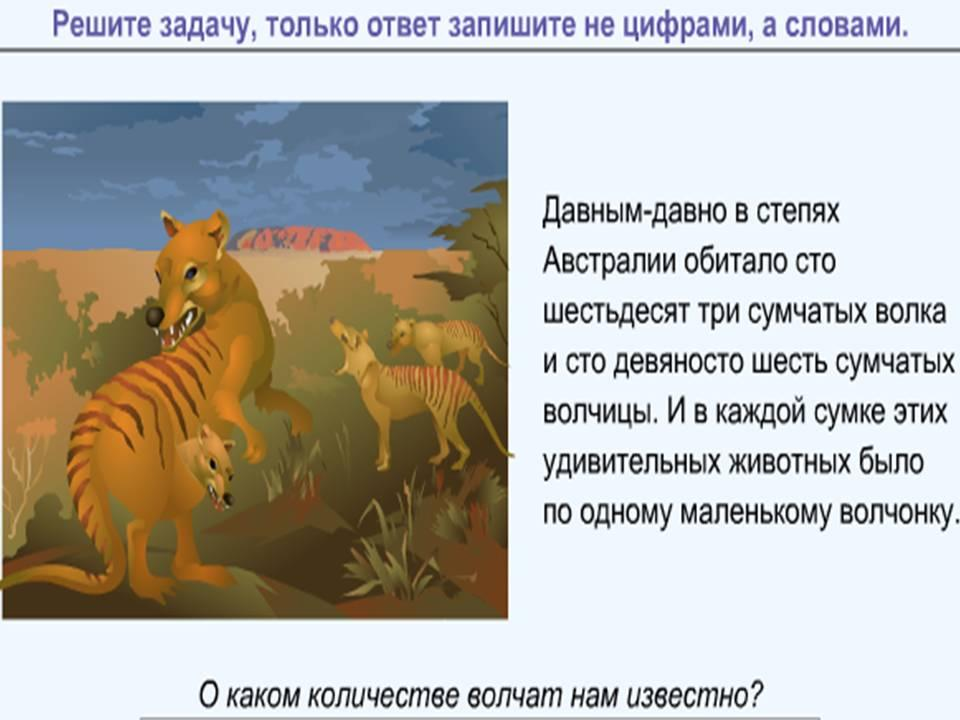 Решите задачу, только ответ запишите не цифрами, а словами.
Давным-давно в степях
Австралии обитало сто
шестьдесят три сумчатых волка
и сто девяносто шесть сумчатых
волчицы. И в каждой сумке этих
удивительных животных было
по одному маленькому волчонку.
О каком количестве волчат нам известно?